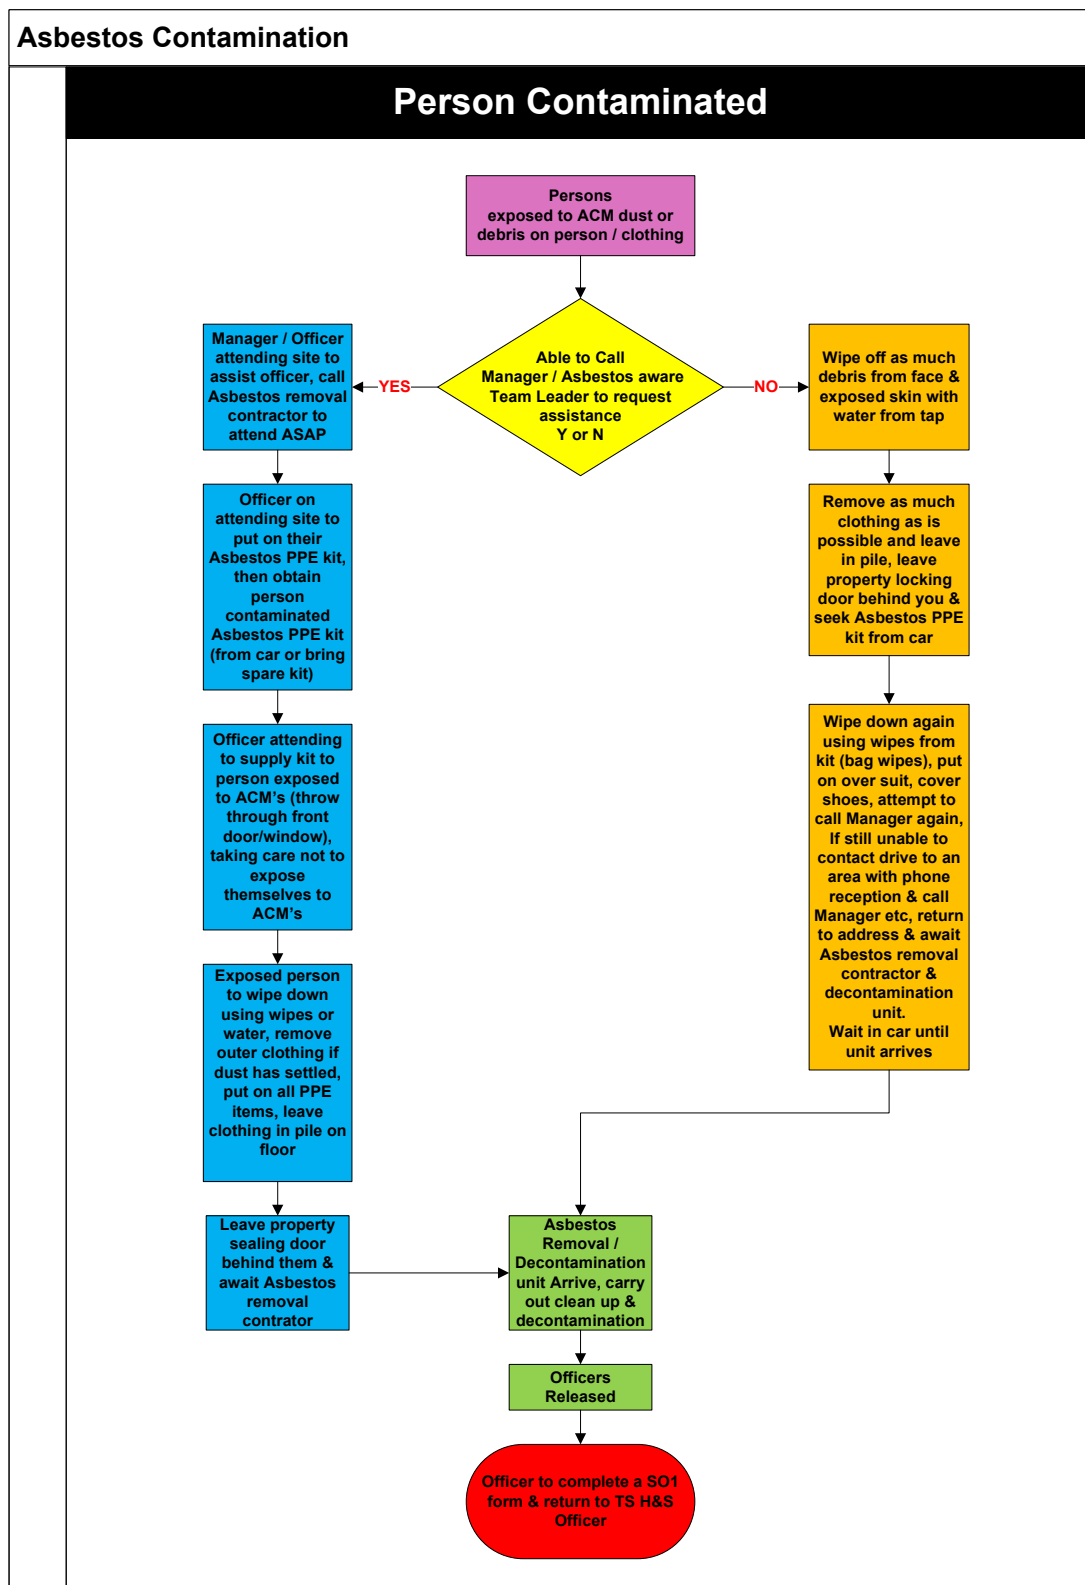 Asbestos Contamination
Person Contaminated
Persons
exposed to ACM dust or
debris on person / clothing
Able to Call
Manager / Asbestos aware
Team Leader to request
assistance
Y or N
YES
NO
Manager / Officer
attending site to
assist officer, call
Asbestos removal
contractor to
attend ASAP
Officer on
attending site to
put on their
Asbestos PPE kit,
then obtain
person
contaminated
Asbestos PPE kit
(from car or bring
spare kit)
Officer attending
to supply kit to
person exposed
to ACM's (throw
through front
door/window),
taking care not to
expose
themselves to
ACM's
Exposed person
to wipe down
using wipes or
water, remove
outer clothing if
dust has settled,
put on all PPE
items, leave
clothing in pile on
floor
Leave property
sealing door
behind them &
await Asbestos
removal
contrator
Wipe off as much
debris from face &
exposed skin with
water from tap
Remove as much
clothing as is
possible and leave
in pile, leave
property locking
door behind you &
seek Asbestos PPE
kit from car
Wipe down again
using wipes from
kit (bag wipes), put
on over suit, cover
shoes, attempt to
call Manager again,
If still unable to
contact drive to an
area with phone
reception & call
Manager etc, return
to address & await
Asbestos removal
contractor &
decontamination
unit.
Wait in car until
unit arrives
Asbestos
Removal /
Decontamination
unit Arrive, carry
out clean up &
decontamination
Officers
Released
Officer to complete a SO1
form & return to TS H&S
Officer